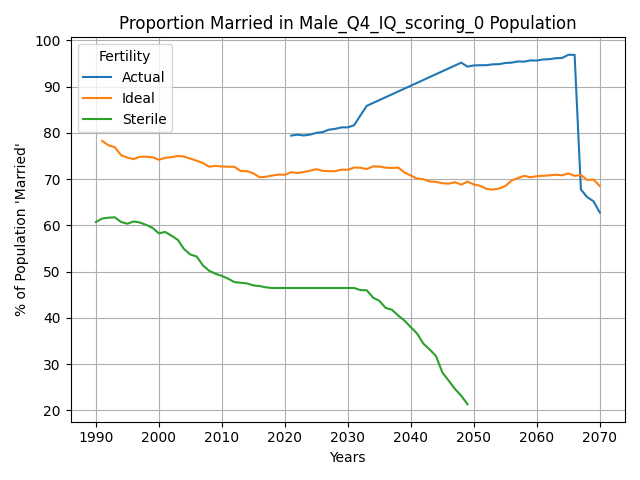 Proportion Married in Male_Q4_IQ_scoring_0 Population
% of Population 'Married'
100
90
80
70
60
50
40
30
20
Fertility
Actual
Ideal
Sterile
1990 2000 2010 2020 2030 2040 2050 2060 2070
Years